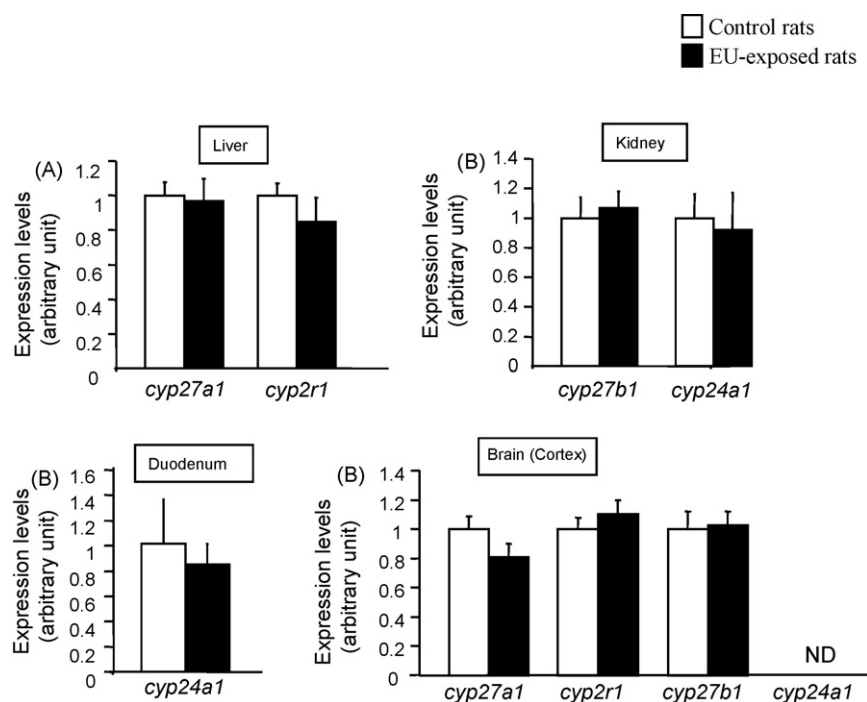 Control rats
EU-exposed rats
Liver
(A)
Expression levels
(arbitrary unit)
1.2
1
0.8
0.6
0.4
0.2
0
cyp27a1 cyp2r1
Kidney
(B)
Expression levels
(arbitrary unit)
1.4
1.2
1
0.8
0.6
0.4
0.2
0
cyp27b1 cyp24a1
Duodenum
(B)
Expression levels
(arbitrary unit)
1.6
1.4
1.2
1
0.8
0.6
0.4
0.2
0
cyp24a1
Brain (Cortex)
(B)
Expression levels
(arbitrary unit)
1.4
1.2
1
0.8
0.6
0.4
0.2
0
ND
cyp27a1 cyp2r1 cyp27b1 cyp24a1